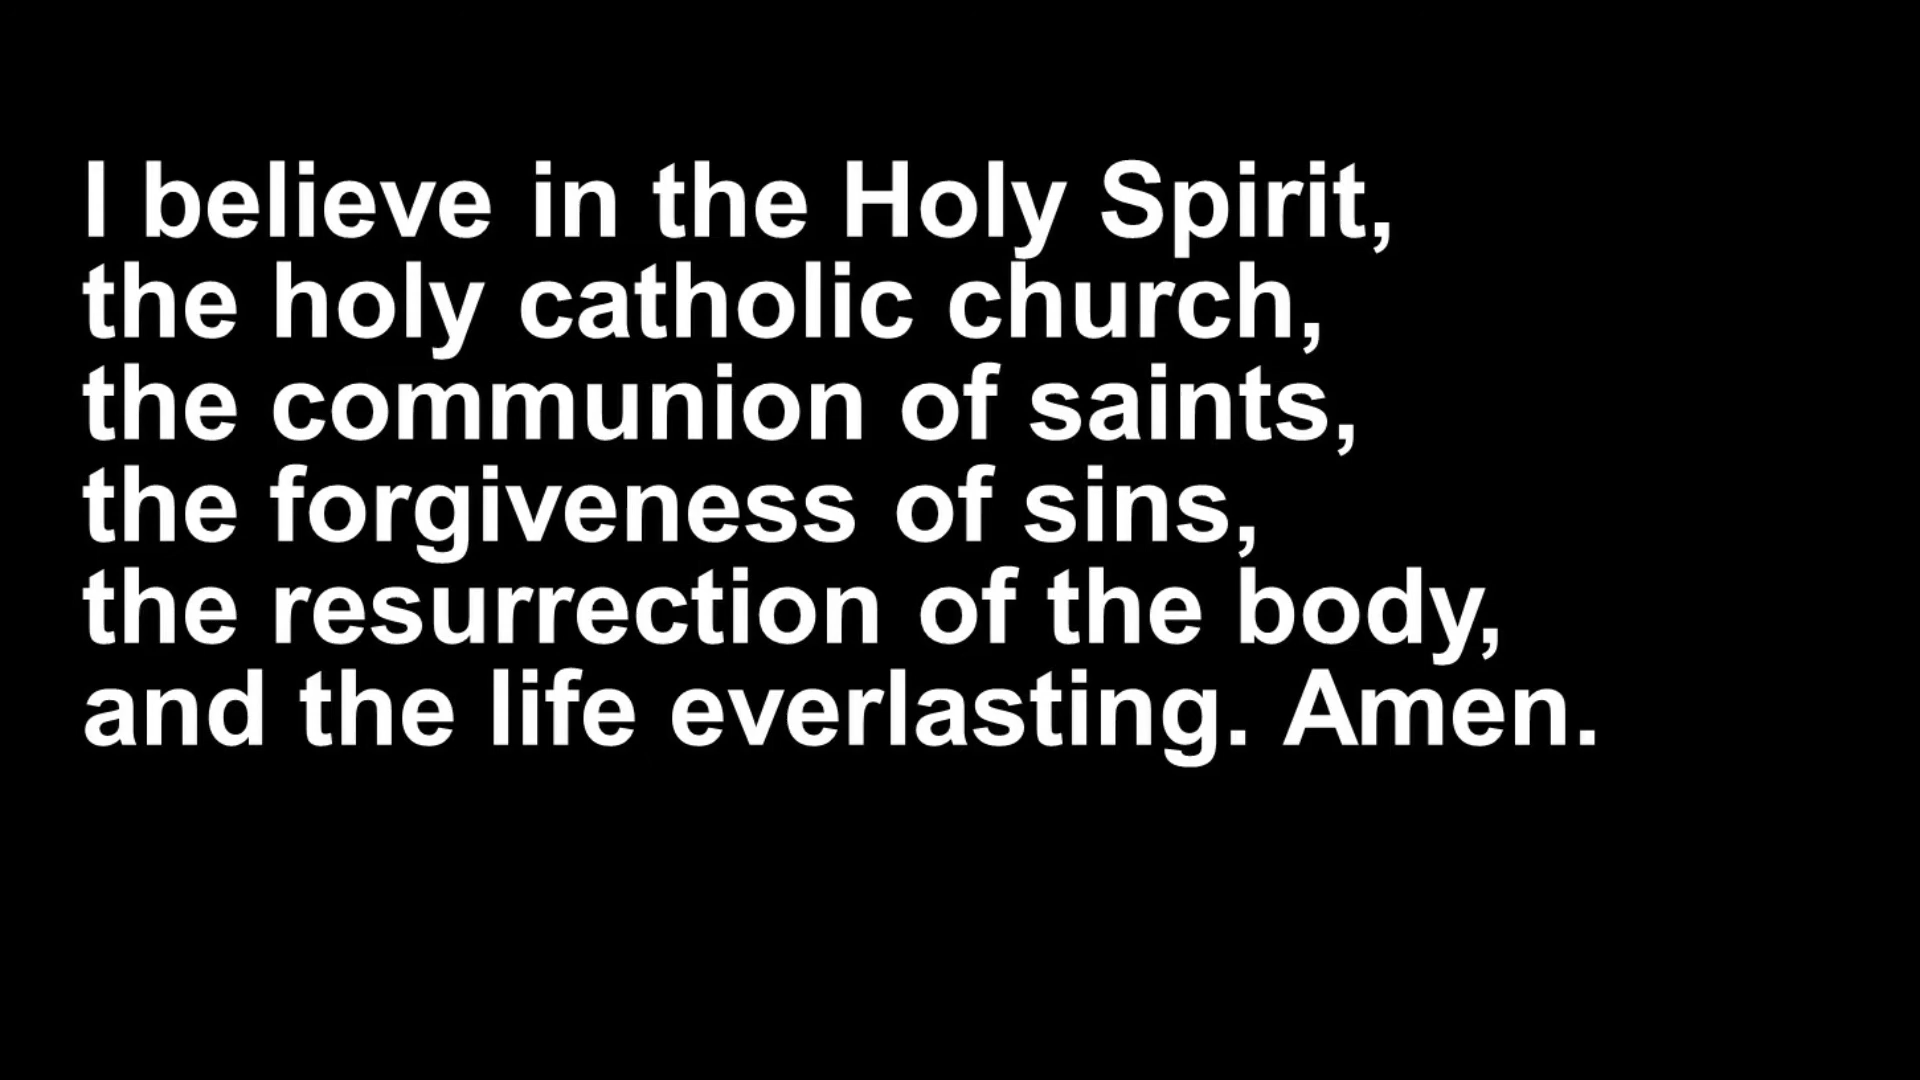 I believe in the Holy Spirit,
the holy catholic church,
the communion of saints,
the forgiveness of sins,
the resurrection of the body,
and the life everlasting. Amen.